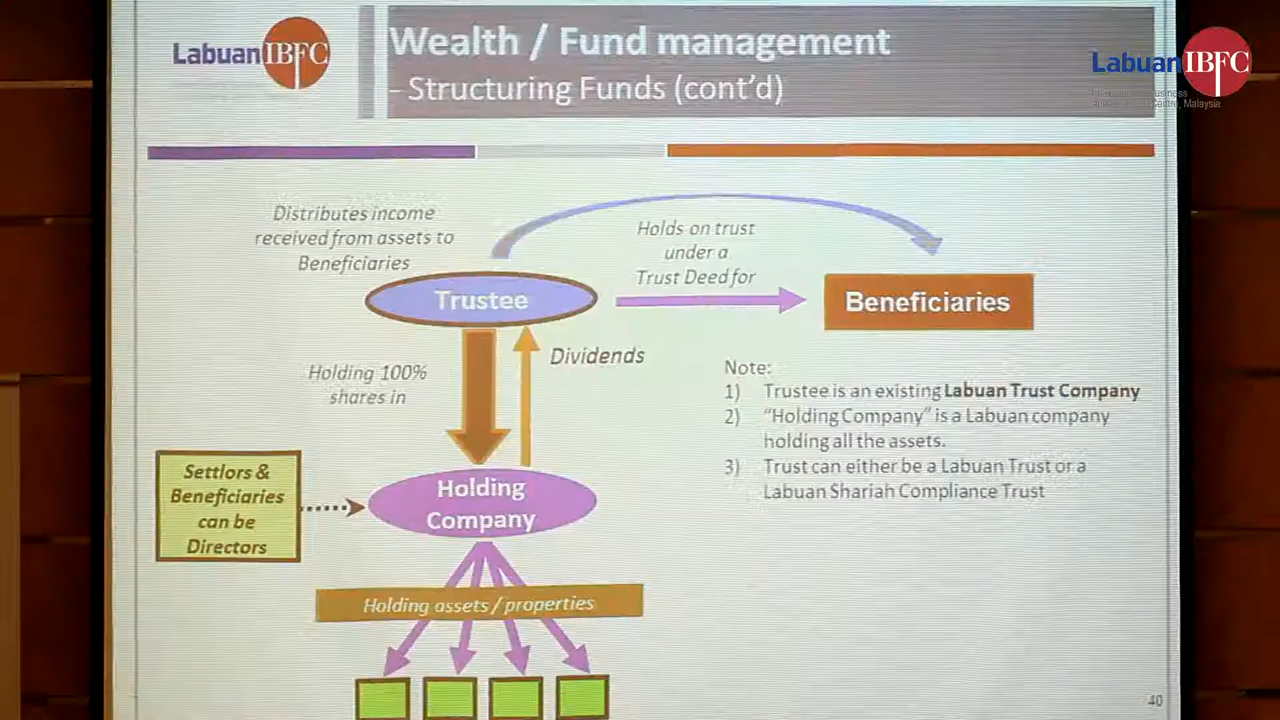 Labuan IBFC
Wealth / Fund management
- Structuring Funds (cont'd)
Labuan IBFC
Centre, Malaysia
Distributes income
received from assets to
Beneficiaries
Holds on trust
under a
Trust Deed for
Trustee
Beneficiaries
Holding 100%
shares in
Dividends
Note:
1) Trustee is an existing Labuan Trust Company
2) "Holding Company" is a Labuan company
holding all the assets.
3) Trust can either be a Labuan Trust or a
Labuan Shariah Compliance Trust
Settlors &
Beneficiaries
can be
Directors
Holding
Company
Holding assets / properties
40